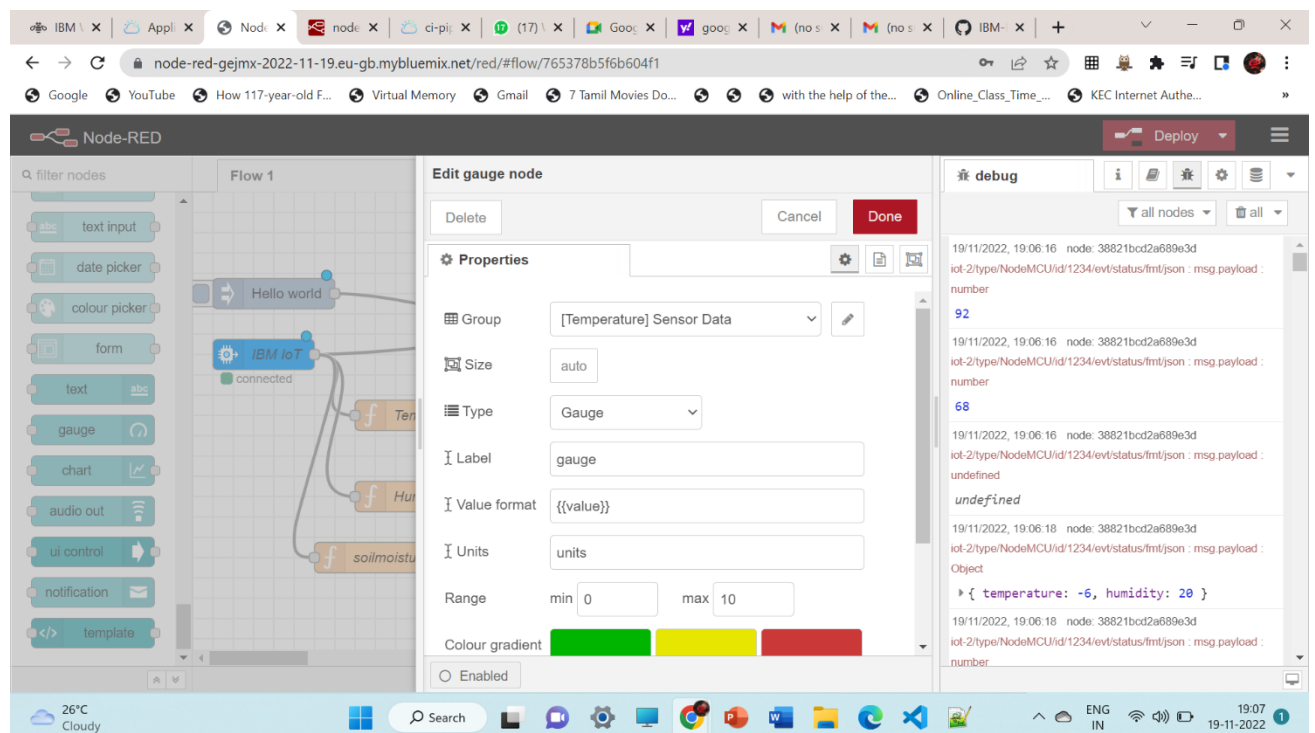 IBM \
Appli
Node
node
ci-pip
(17) \
Goog
goog
(no s
(no s
IBM-
node-red-gejmx-2022-11-19.eu-gb.mybluemix.net/red/#flow/765378b5f6b604f1
Google YouTube How 117-year-old F... Virtual Memory Gmail 7 Tamil Movies Do... with the help of the... Online_Class_Time_... KEC Internet Authe... »
Node-RED
Deploy
filter nodes
text input
date picker
colour picker
form
text
abc
gauge
chart
audio out
ui control
notification
template
Flow 1
Hello world
IBM IoT
connected
Ten
Hur
soilmoistu
Edit gauge node
Delete Cancel Done
Properties
Group [Temperature] Sensor Data
Size auto
Type Gauge
Label gauge
Value format {{value}}
Units units
Range min 0 max 10
Colour gradient
Enabled
debug
all nodes all
19/11/2022, 19:06:16 node: 38821bcd2a689e3d
iot-2/type/NodeMCU/id/1234/evt/status/fmt/json : msg.payload :
number
92
19/11/2022, 19:06:16 node: 38821bcd2a689e3d
iot-2/type/NodeMCU/id/1234/evt/status/fmt/json : msg.payload :
number
68
19/11/2022, 19:06:16 node: 38821bcd2a689e3d
iot-2/type/NodeMCU/id/1234/evt/status/fmt/json : msg.payload :
undefined
undefined
19/11/2022, 19:06:18 node: 38821bcd2a689e3d
iot-2/type/NodeMCU/id/1234/evt/status/fmt/json : msg.payload :
Object
{ temperature: -6, humidity: 20 }
19/11/2022, 19:06:18 node: 38821bcd2a689e3d
iot-2/type/NodeMCU/id/1234/evt/status/fmt/json : msg.payload :
number
26°C
Cloudy
Search
ENG
IN
19:07
19-11-2022
1